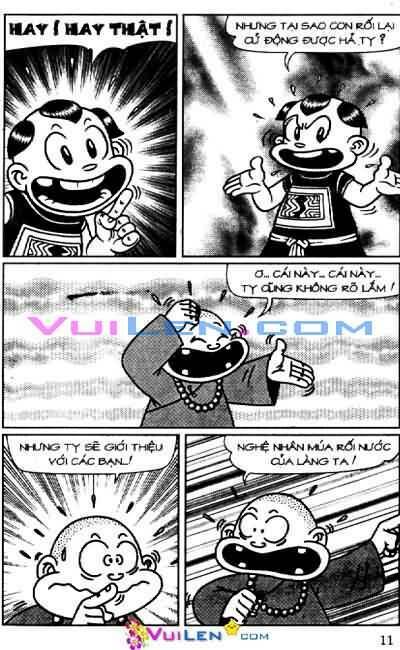 HAY! HAY THẬT!
NHƯNG TẠI SAO CON RỐI LẠI
CỬ ĐỘNG ĐƯỢC HẢ, TÝ?
Ơ... CÁI NÀY... CÁI NÀY...
TÝ CŨNG KHÔNG RÕ LẮM!
VUILEN.COM
NHƯNG TÝ SẼ GIỚI THIỆU
VỚI CÁC BẠN...!
NGHỆ NHÂN MÚA RỐI NƯỚC
CỦA LÀNG TA!
VUILEN.COM
11